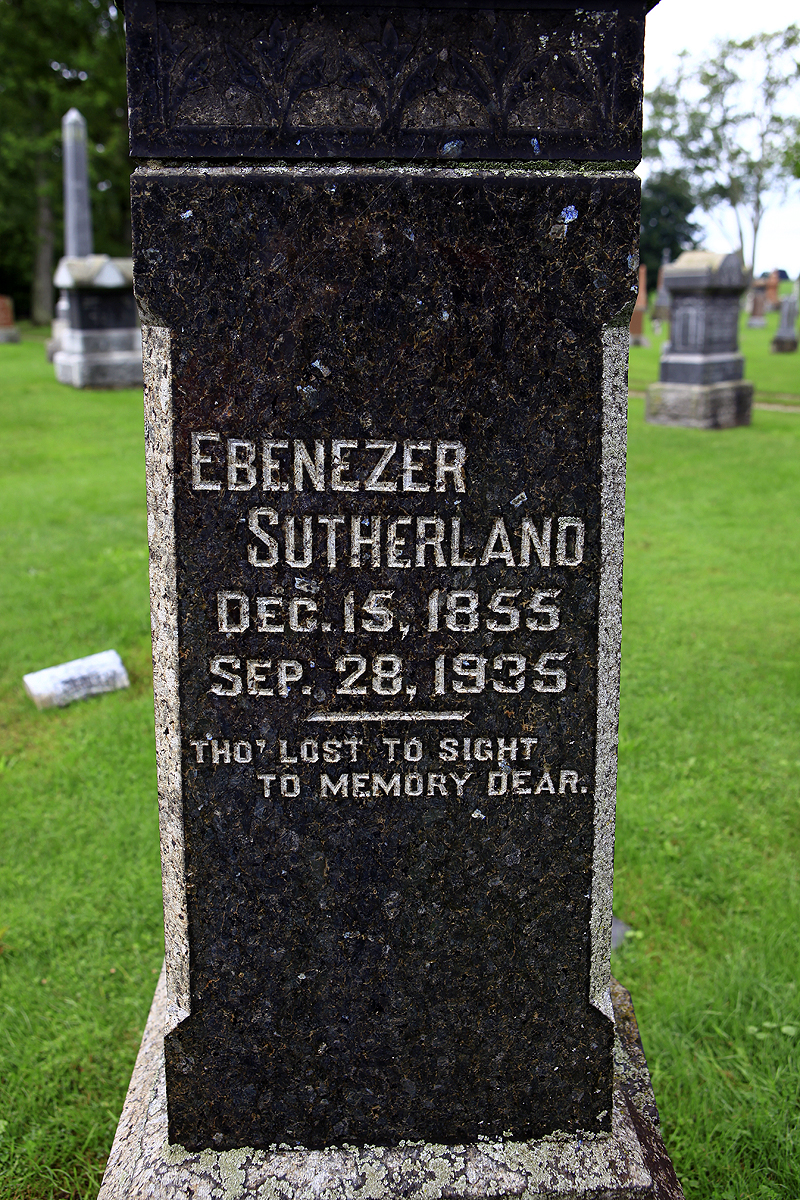 EBENEZER
SUTHERLAND
DEC. 15, 1855
SEP. 28, 1935
THO' LOST TO SIGHT
TO MEMORY DEAR.